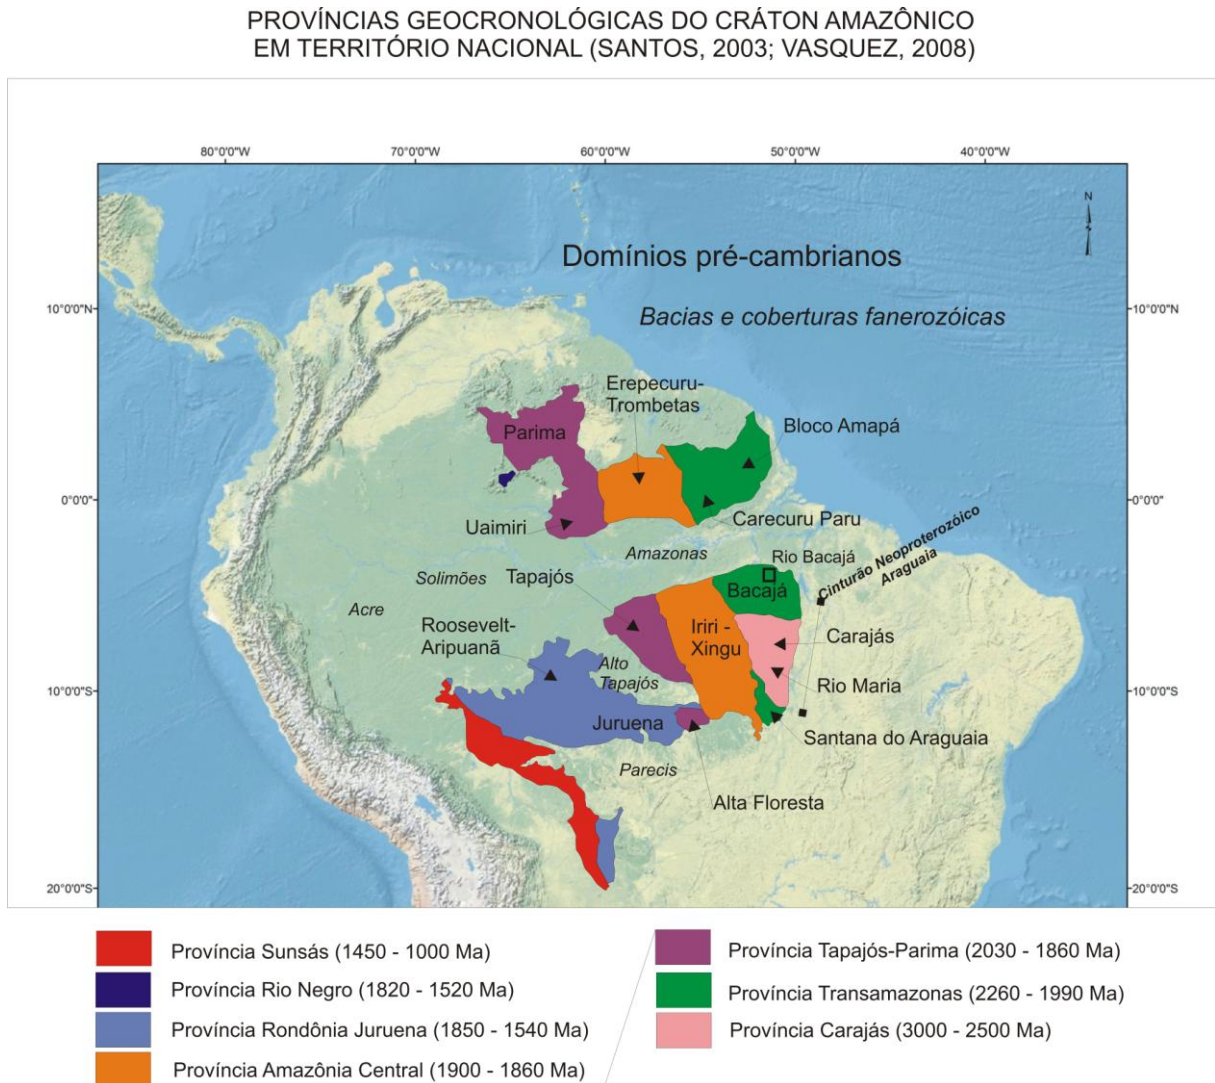 PROVÍNCIAS GEOCRONOLÓGICAS DO CRÁTON AMAZÔNICO
EM TERRITÓRIO NACIONAL (SANTOS, 2003; VASQUEZ, 2008)
80°0'0"W 70°0'0"W 60°0'0"W 50°0'0"W 40°0'0"W
N
Domínios pré-cambrianos
10°0'0"N 10°0'0"N
Bacias e coberturas fanerozóicas
Erepecuru-
Trombetas
Parima
Bloco Amapá
0°0'0" 0°0'0"
Uaimiri
Carecuru Paru
Amazonas
Rio Bacajá
Cinturão Neoproterozóico
Araguaia
Solimões
Tapajós
Bacajá
Acre
Roosevelt-
Aripuanã
Iriri -
Xingu
Carajás
Alto
Tapajós
Rio Maria
10°0'0"S 10°0'0"S
Juruena
Santana do Araguaia
Parecis
Alta Floresta
20°0'0"S 20°0'0"S
Província Sunsás (1450 - 1000 Ma)
Província Rio Negro (1820 - 1520 Ma)
Província Rondônia Juruena (1850 - 1540 Ma)
Província Amazônia Central (1900 - 1860 Ma)
Província Tapajós-Parima (2030 - 1860 Ma)
Província Transamazonas (2260 - 1990 Ma)
Província Carajás (3000 - 2500 Ma)